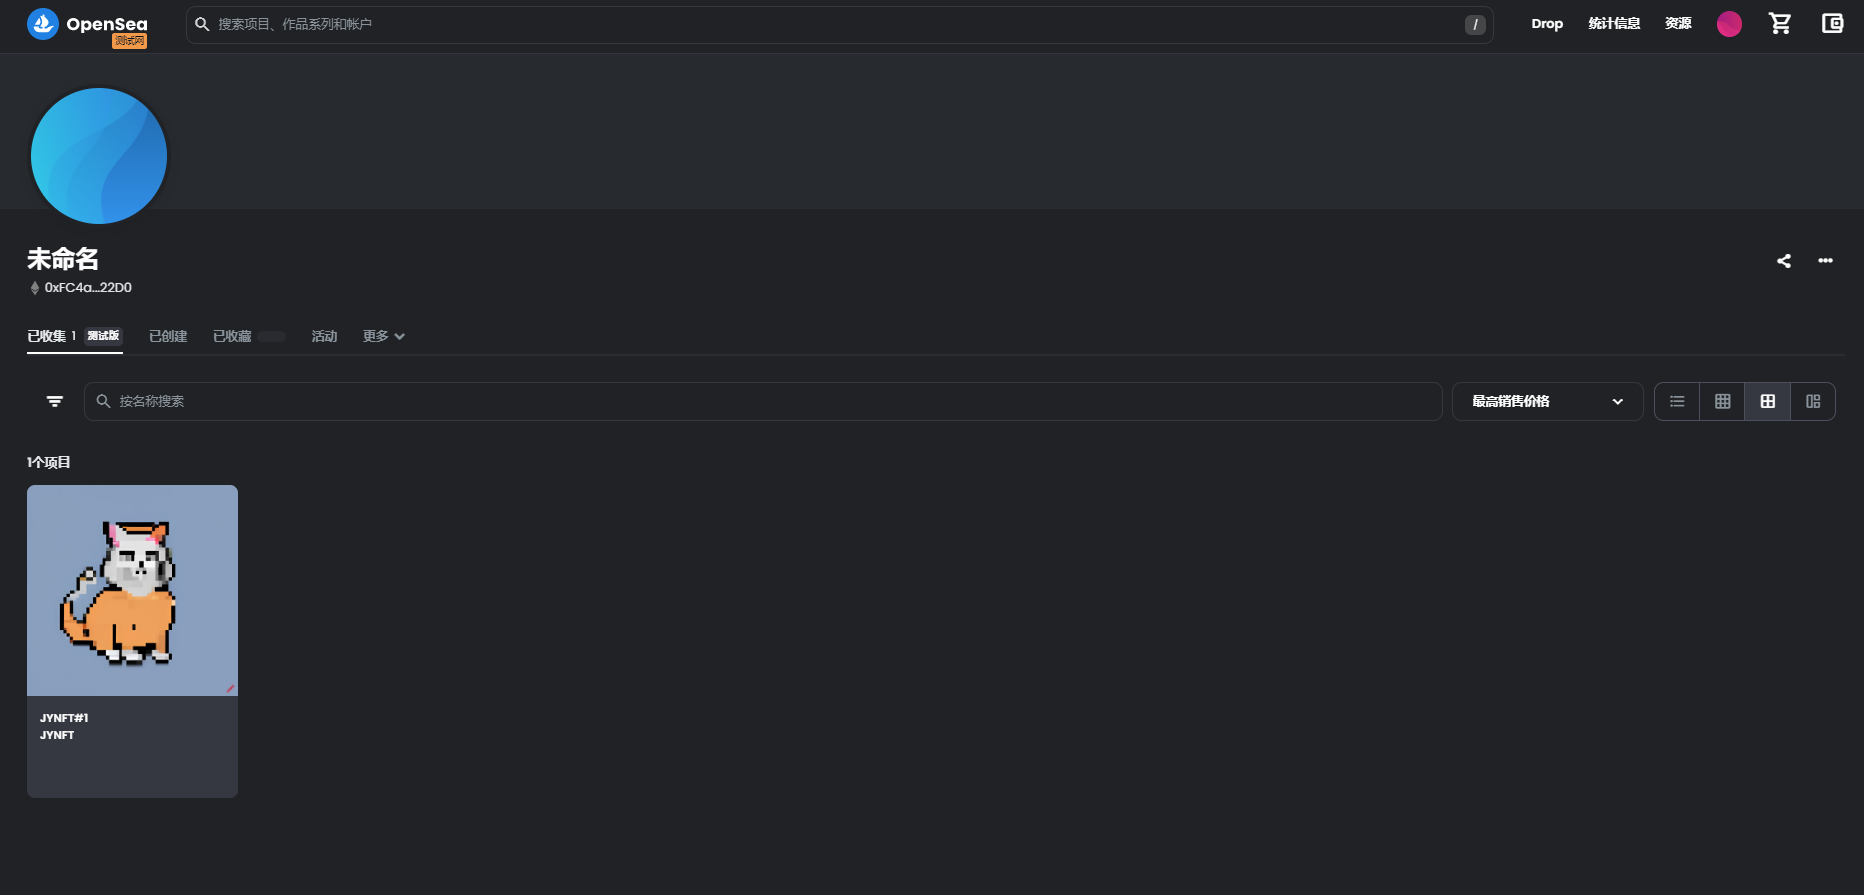 OpenSea
测试网
搜索项目、作品系列和帐户
/
Drop 统计信息 资源
未命名
0xFC4a...22D0
已收集 1 测试版 已创建 已收藏 活动 更多
按名称搜索
最高销售价格
1个项目
JYNFT#1
JYNFT